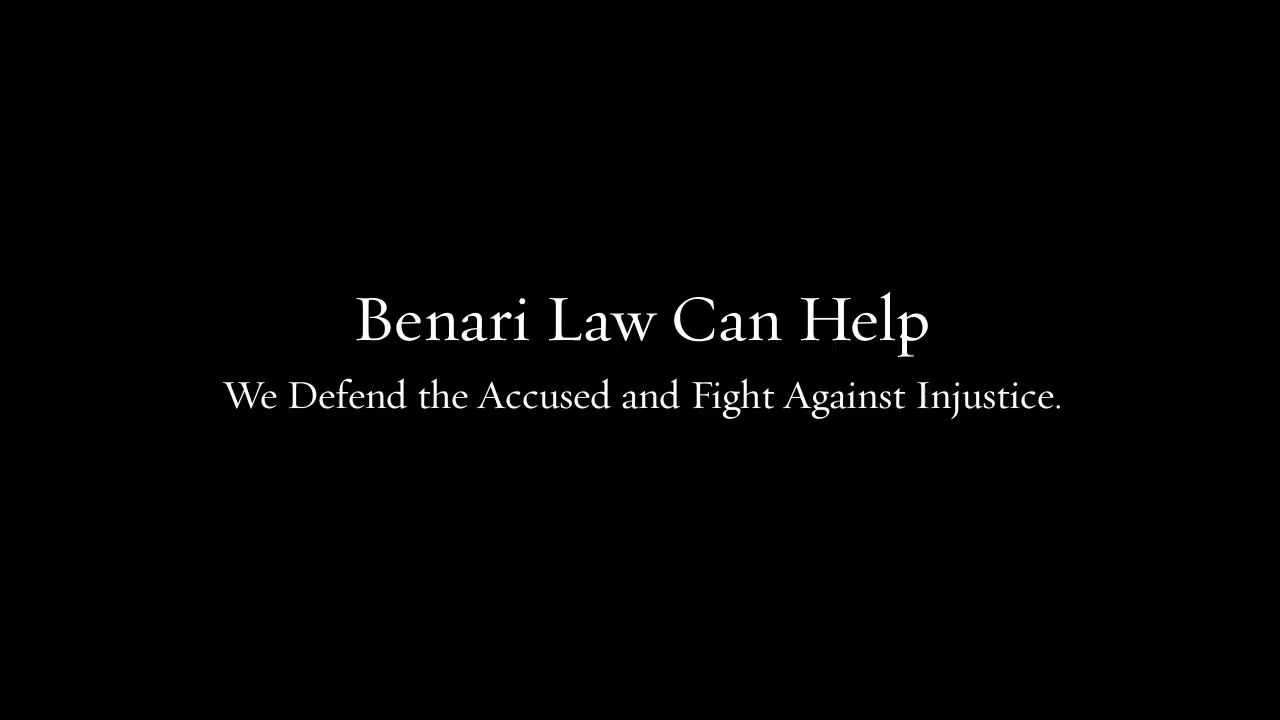 Benari Law Can Help
We Defend the Accused and Fight Against Injustice.